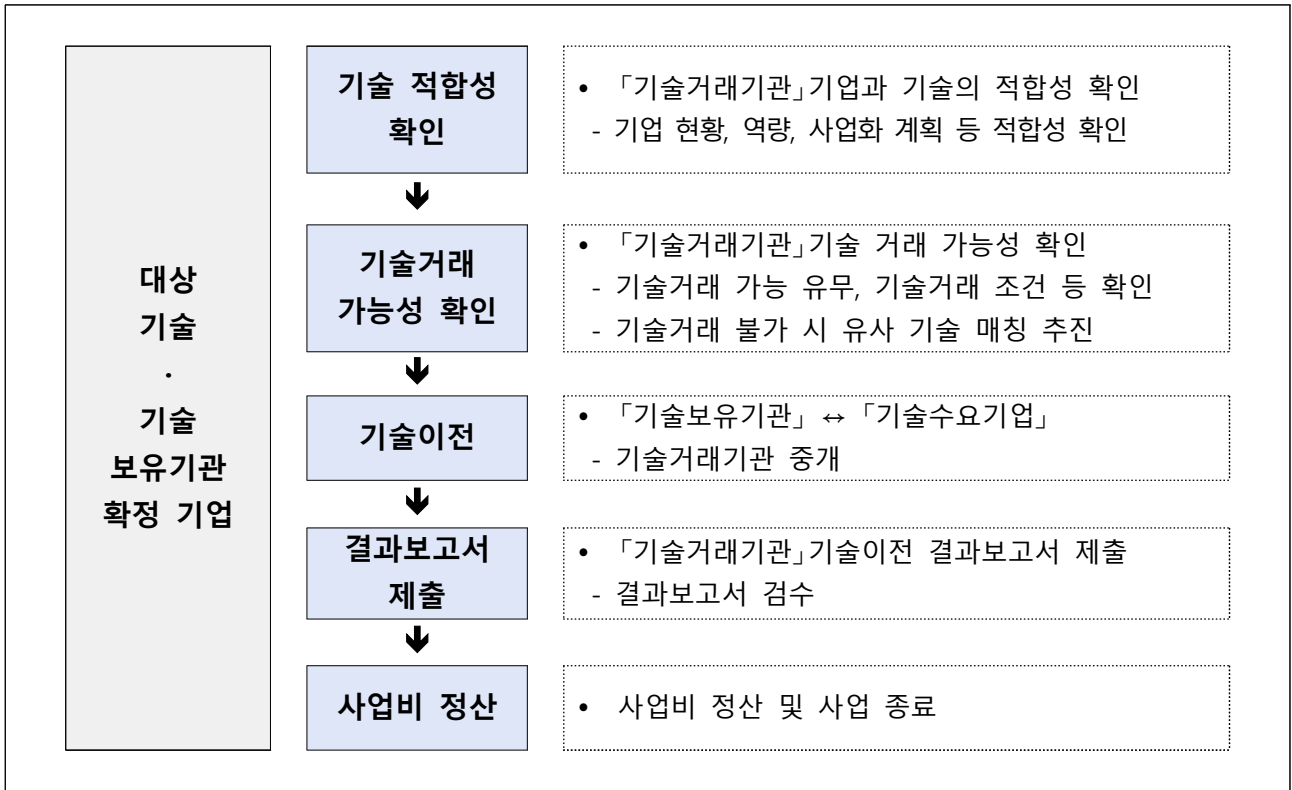 대상
기술
·
기술
보유기관
확정 기업
기술 적합성
확인
• 「기술거래기관」기업과 기술의 적합성 확인
- 기업 현황, 역량, 사업화 계획 등 적합성 확인
🡻
기술거래
가능성 확인
• 「기술거래기관」기술 거래 가능성 확인
- 기술거래 가능 유무, 기술거래 조건 등 확인
- 기술거래 불가 시 유사 기술 매칭 추진
🡻
기술이전
• 「기술보유기관」 ↔ 「기술수요기업」
- 기술거래기관 중개
🡻
결과보고서
제출
• 「기술거래기관」기술이전 결과보고서 제출
- 결과보고서 검수
🡻
사업비 정산
• 사업비 정산 및 사업 종료